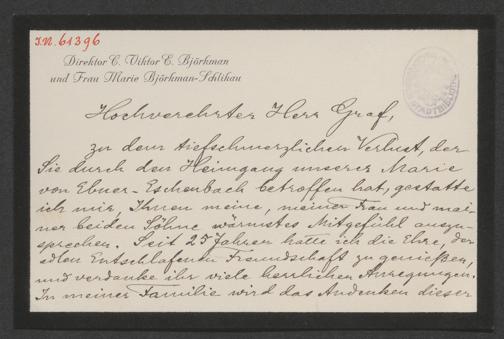 I.N. 61396
Direktor C. Viktor E. Björkman
und Frau Marie Björkman-Schikau
Hochverehrter Herr Graf,
zu dem tiefschmerzlichen Verlust, der
Sie durch den Heimgang unserer Marie
von Ebner-Eschenbach betroffen hat, gestatte
ich mir, Ihnen meine, meiner Frau und mei-
ner beiden Söhne wärmstes Mitgefühl auszu-
sprechen. Seit 25 Jahren hatte ich die Ehre, der
edlen Entschlafenen Freundschaft zu genießen,
und verdanke ihr viele herrlichen Anregungen.
In meiner Familie wird das Andenken dieser